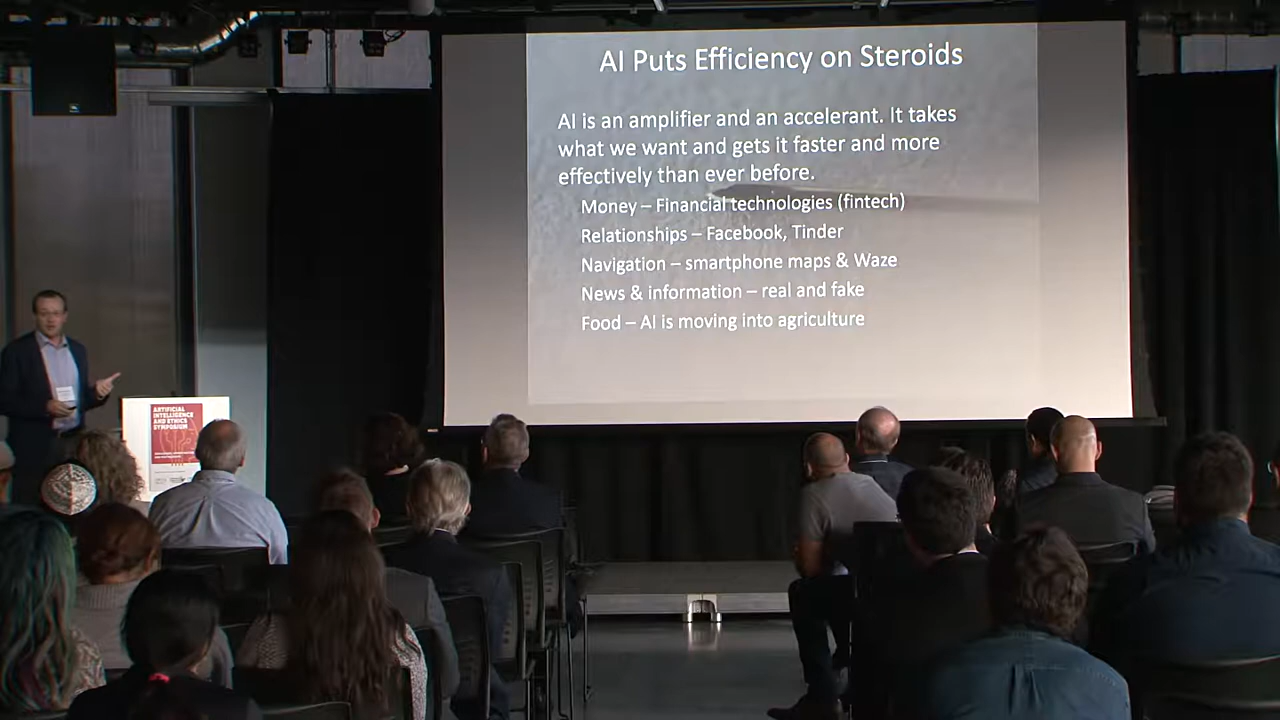 AI Puts Efficiency on Steroids
AI is an amplifier and an accelerant. It takes
what we want and gets it faster and more
effectively than ever before.
Money – Financial technologies (fintech)
Relationships – Facebook, Tinder
Navigation – smartphone maps & Waze
News & information – real and fake
Food – AI is moving into agriculture
ARTIFICIAL
INTELLIGENCE
AND ETHICS
SYMPOSIUM